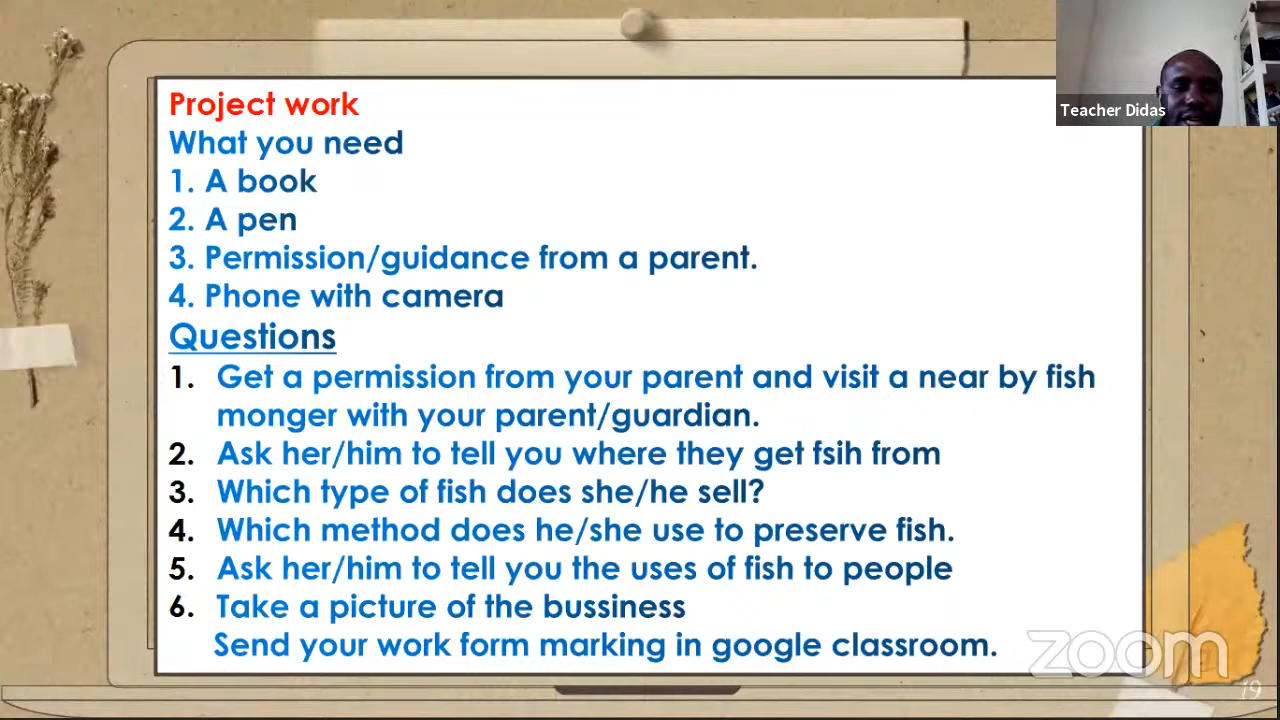 Project work
What you need
1. A book
2. A pen
3. Permission/guidance from a parent.
4. Phone with camera
Questions
1. Get a permission from your parent and visit a near by fish
monger with your parent/guardian.
2. Ask her/him to tell you where they get fsih from
3. Which type of fish does she/he sell?
4. Which method does he/she use to preserve fish.
5. Ask her/him to tell you the uses of fish to people
6. Take a picture of the bussiness
Send your work form marking in google classroom.
Teacher Didas
zoom
19